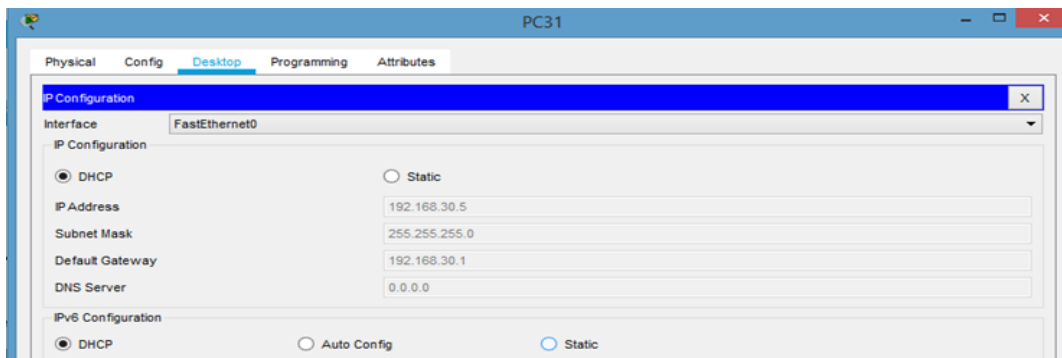 PC31
Physical Config Desktop Programming Attributes
IP Configuration X
Interface FastEthernet0
IP Configuration
DHCP Static
IP Address 192.168.30.5
Subnet Mask 255.255.255.0
Default Gateway 192.168.30.1
DNS Server 0.0.0.0
IPv6 Configuration
DHCP Auto Config Static